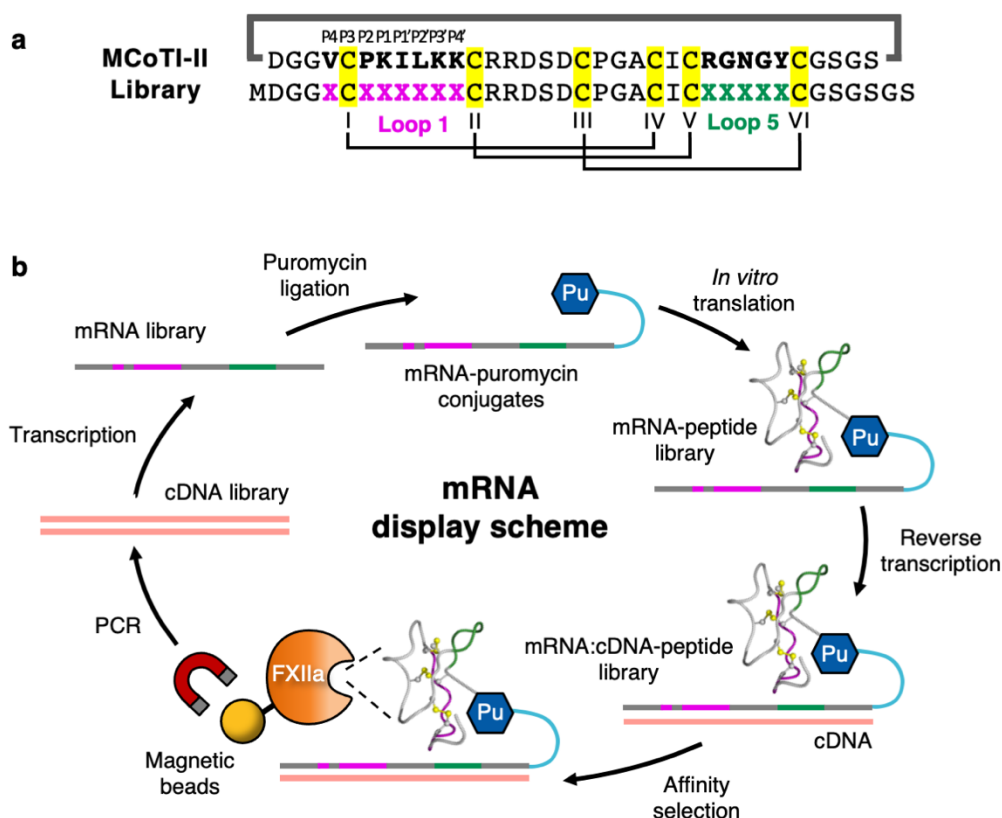 a
P4 P3 P2 P1 P1' P2' P3' P4'
MCoTI-II DGGVCPKILKKCRRDSDCPGACICRGNGYCGSGS
Library MDGGXCXXXXXXCRRDSDCPGACICXXXXXCGSGSGS
I Loop 1 II III IV V Loop 5 VI
b
Puromycin
ligation
Pu
In vitro
translation
mRNA library
mRNA-puromycin
conjugates
mRNA-peptide
library
Pu
Transcription
cDNA library
mRNA
display scheme
Reverse
transcription
PCR
FXIIa
Pu
mRNA:cDNA-peptide
library
Pu
cDNA
Magnetic
beads
Affinity
selection